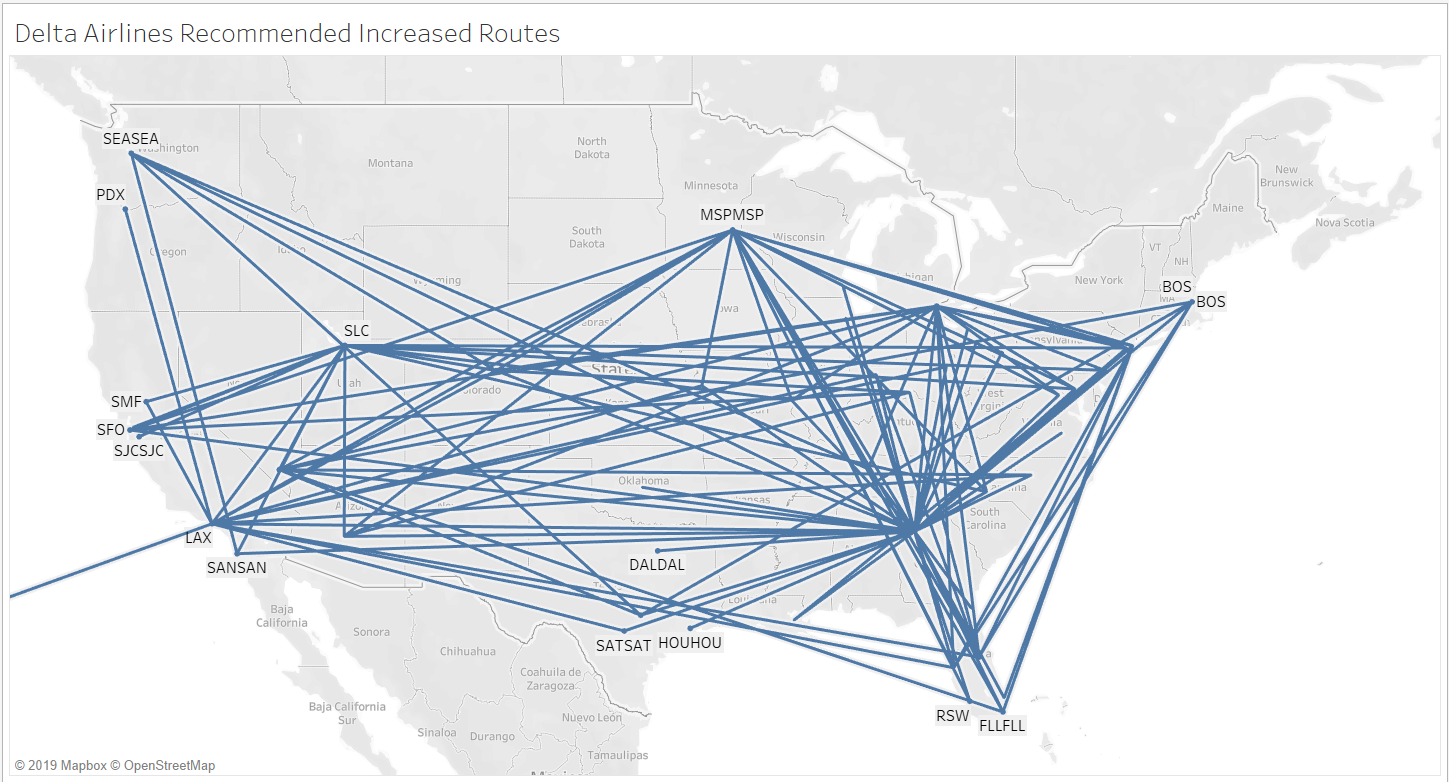 Delta Airlines Recommended Increased Routes
SEASEA
Washington
North
Dakota
Montana
New
Brunswick
Minnesota
PDX
Maine
MSPMSP
Nova Scotia
South
Dakota
Wisconsin
Oregon
VT
NH
New York
BOS
MA
BOS
SLC
Utah
SMF
SFO
SJCSJC
Oklahoma
South
Carolina
LAX
SANSAN
DALDAL
Louisiana
Baja
California
Sonora
SATSAT
HOUHOU
Chihuahua
Coahuila de
Zaragoza
Baja California
Sur
Nuevo León
RSW
FLLFLL
Sinaloa
Durango
Tamaulipas
© 2019 Mapbox © OpenStreetMap